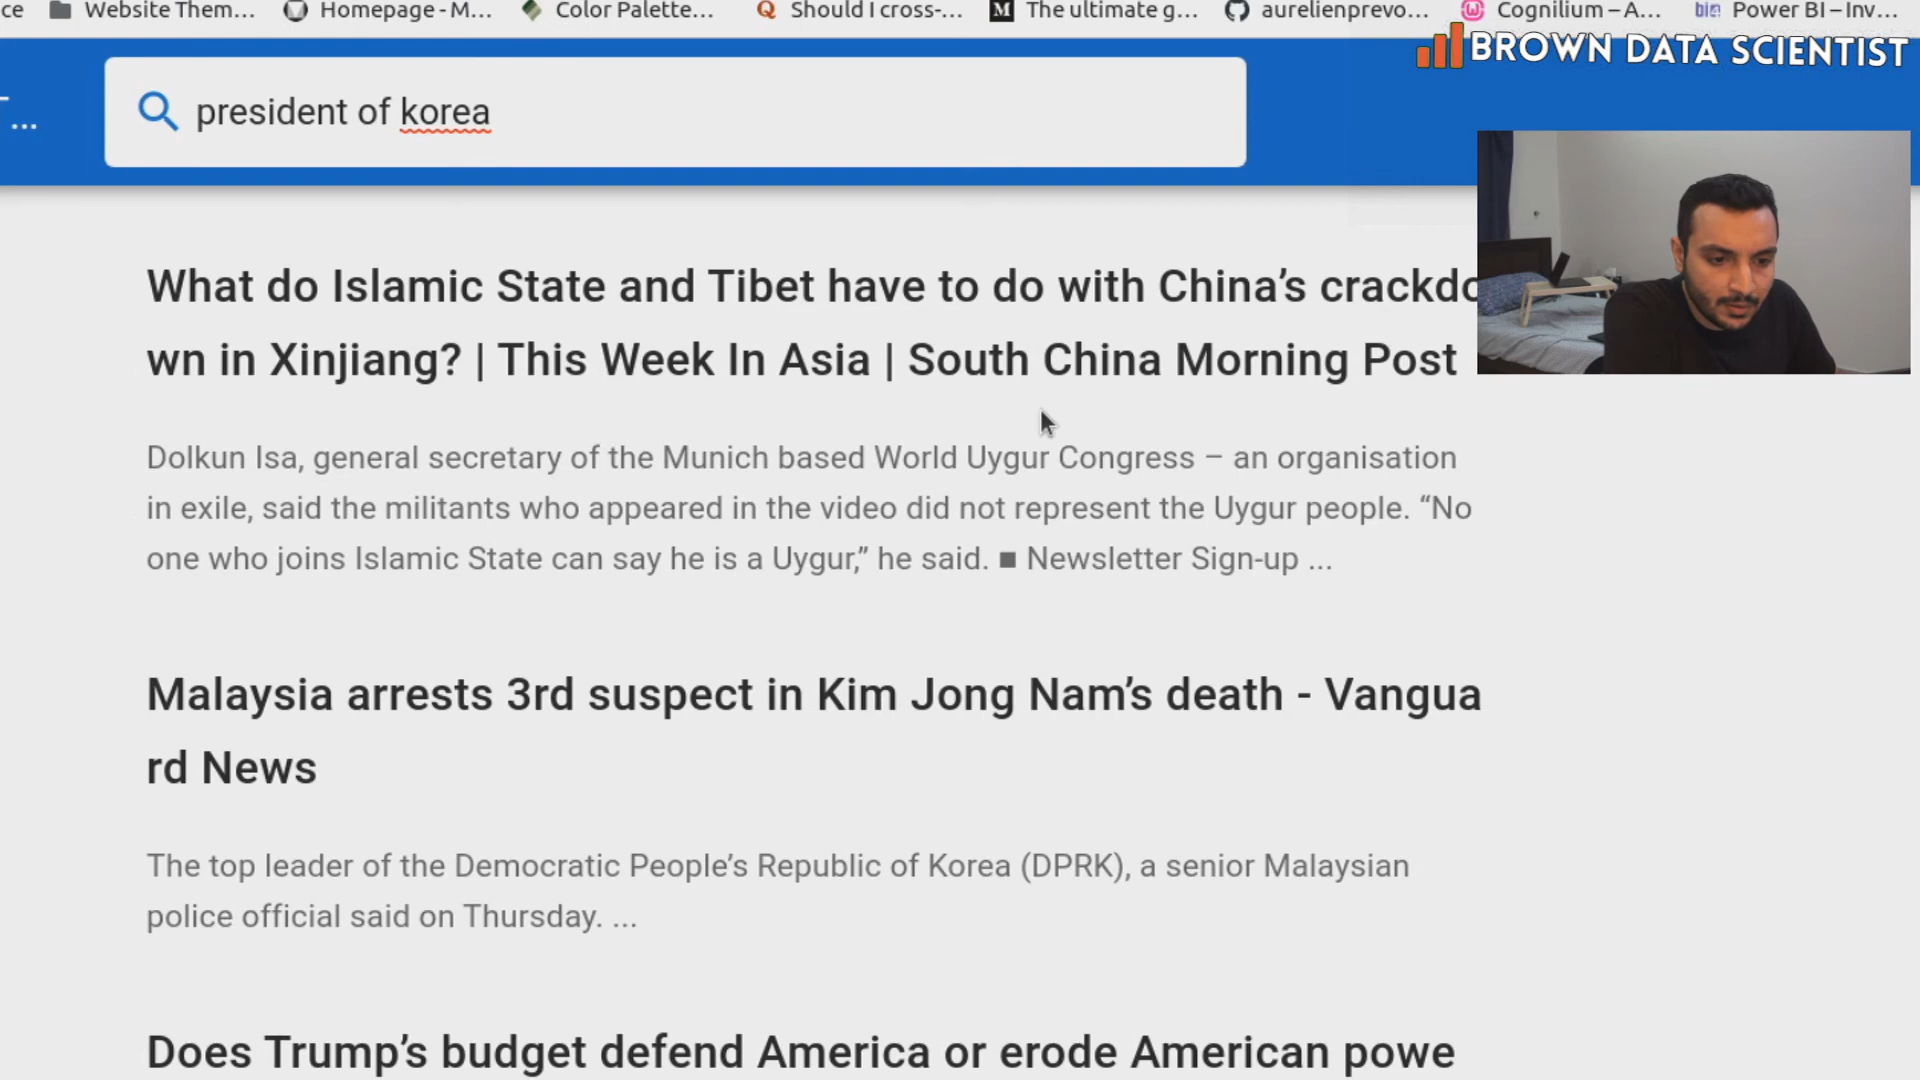 ce Website Them... Homepage - M... Color Palette... Should I cross-... The ultimate g... aurelienprevo... Cognilium – A... Power BI – Inv...
BROWN DATA SCIENTIST
president of korea
What do Islamic State and Tibet have to do with China’s crackdo
wn in Xinjiang? | This Week In Asia | South China Morning Post
Dolkun Isa, general secretary of the Munich based World Uygur Congress – an organisation
in exile, said the militants who appeared in the video did not represent the Uygur people. “No
one who joins Islamic State can say he is a Uygur,” he said. ■ Newsletter Sign-up ...
Malaysia arrests 3rd suspect in Kim Jong Nam’s death - Vangua
rd News
The top leader of the Democratic People’s Republic of Korea (DPRK), a senior Malaysian
police official said on Thursday. ...
Does Trump’s budget defend America or erode American powe